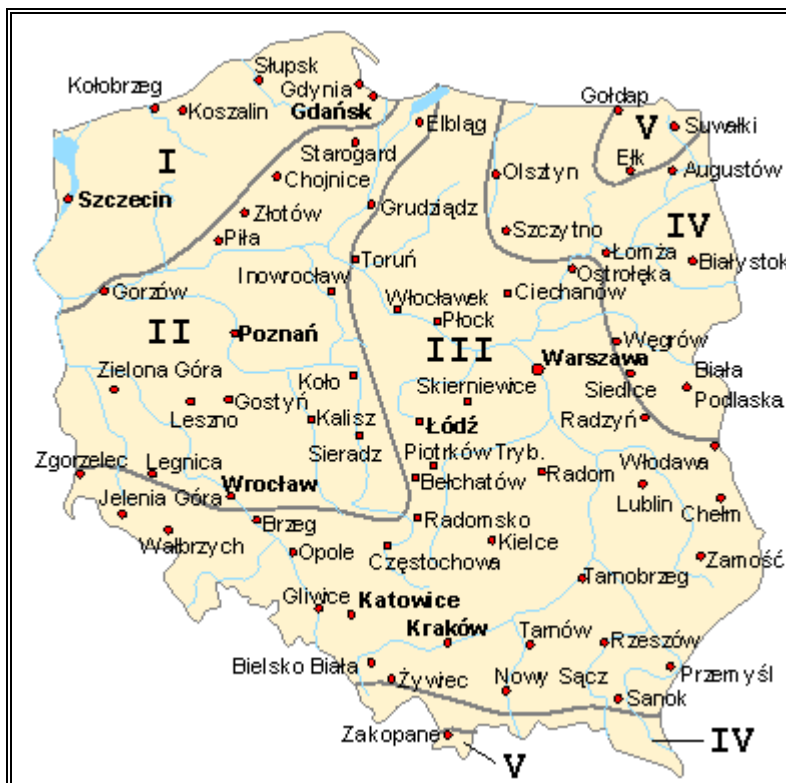 Słupsk
Kołobrzeg
Gdynia
Koszalin
Gdańsk
Gołdap
Elbląg
V
Suwałki
Starogard
I
Ełk
Chojnice
Olsztyn
Augustów
Szczecin
Złotów
Grudziądz
IV
Piła
Szczytno
Toruń
Łomża
Białystok
Inowrocław
Ostrołęka
Gorzów
Włocławek
Ciechanów
II
Płock
Poznań
III
Węgrów
Zielona Góra
Koło
Warszawa
Biała
Podlaska
Skierniewice
Siedlce
Leszno
Gostyń
Kalisz
Łódź
Radzyń
Sieradz
Zgorzelec
Legnica
Piotrków Tryb.
Włodawa
Wrocław
Bełchatów
Radom
Jelenia Góra
Lublin
Chełm
Brzeg
Radomsko
Wałbrzych
Opole
Częstochowa
Kielce
Zamość
Tarnobrzeg
Gliwice
Katowice
Kraków
Tarnów
Rzeszów
Bielsko Biała
Żywiec
Nowy Sącz
Przemyśl
Sanok
Zakopane
V
IV